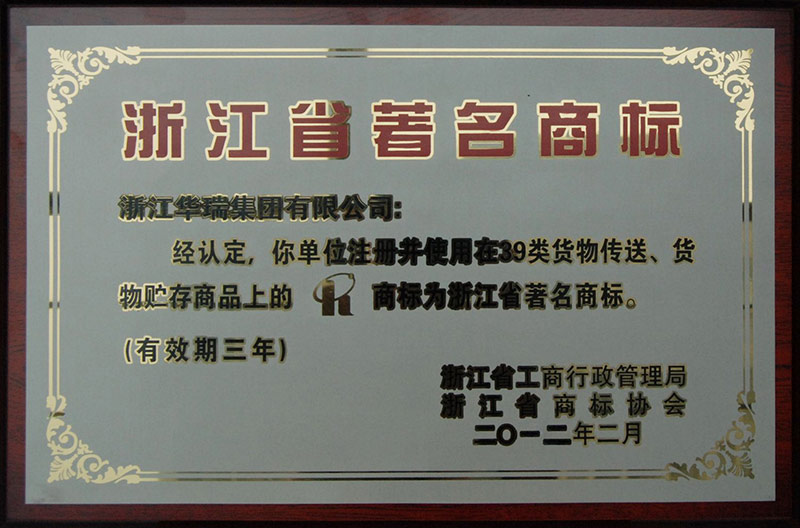 浙江省著名商标
浙江华瑞集团有限公司:
经认定,你单位注册并使用在39类货物传送、货
物贮存商品上的 R 商标为浙江省著名商标。
(有效期三年)
浙江省工商行政管理局
浙江省商标协会
二O一二年二月